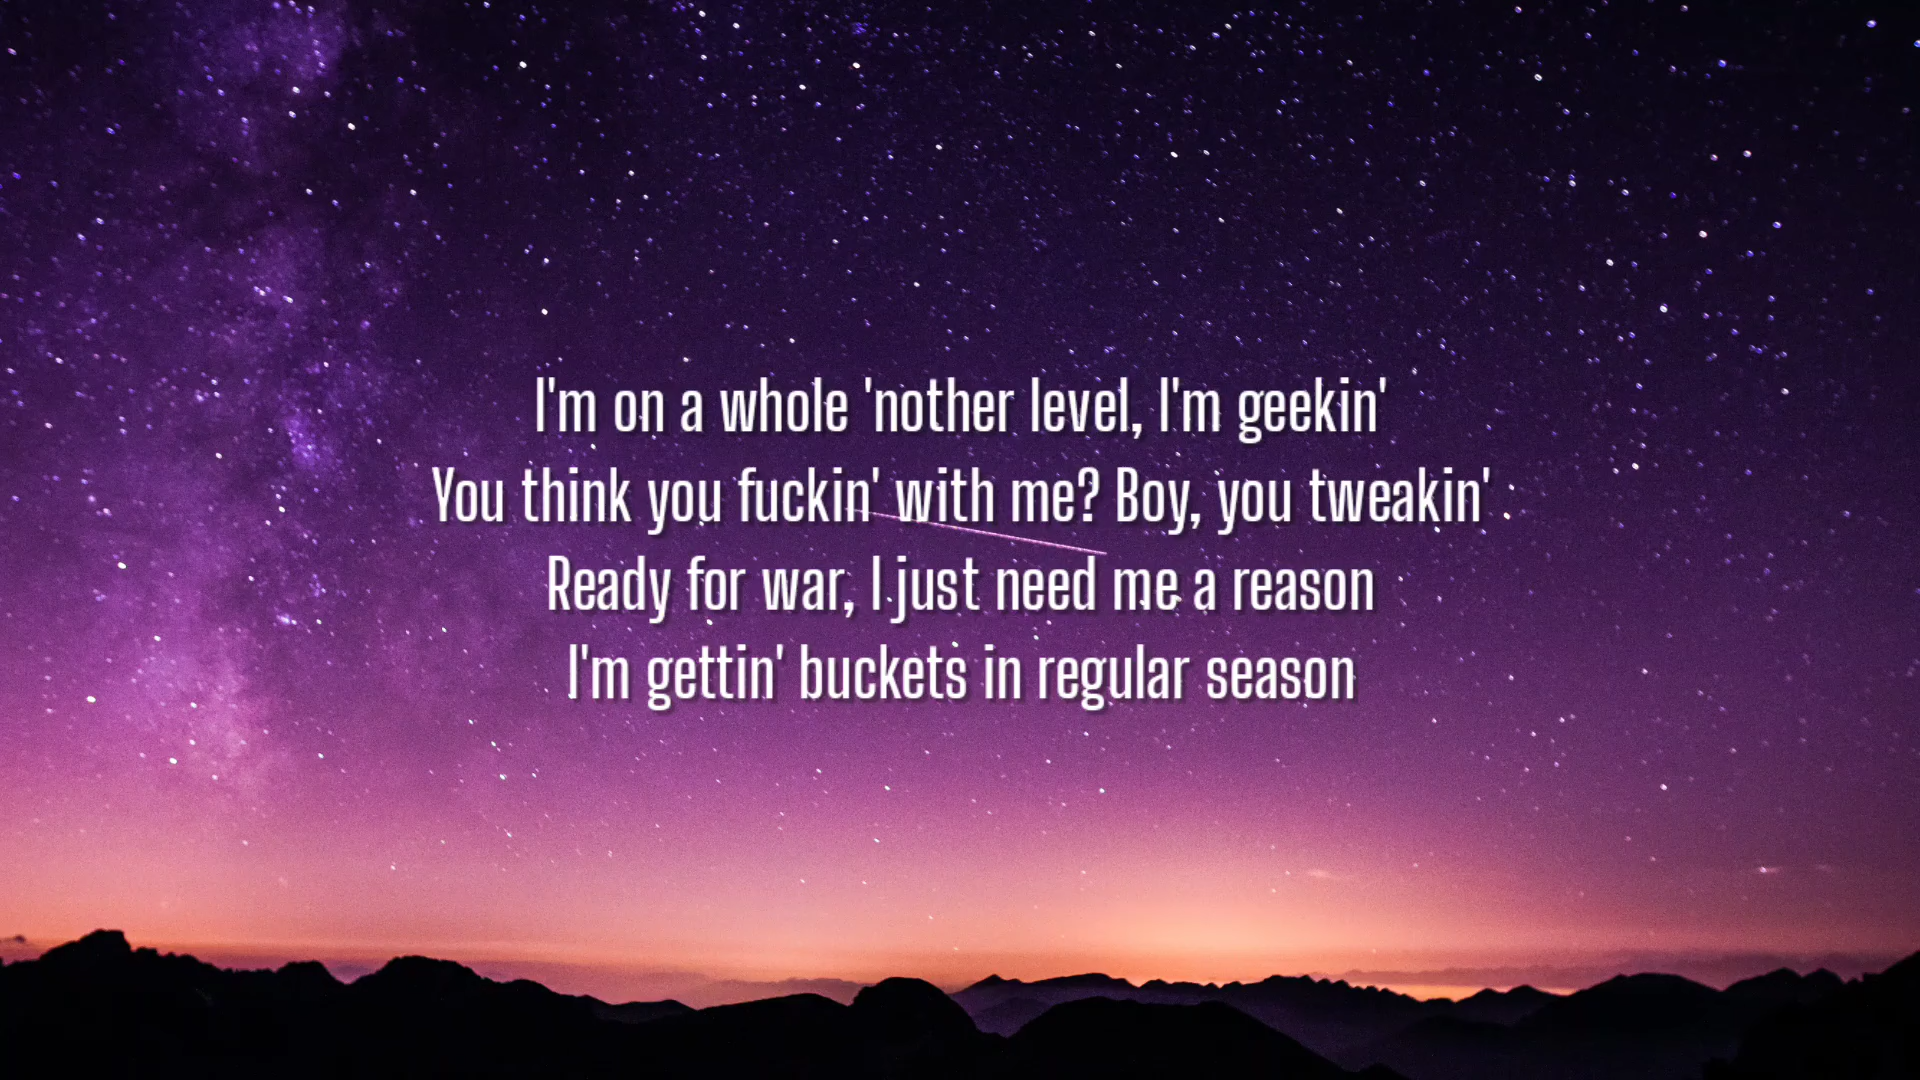 I'm on a whole 'nother level, I'm geekin'
You think you fuckin' with me? Boy, you tweakin'
Ready for war, I just need me a reason
I'm gettin' buckets in regular season